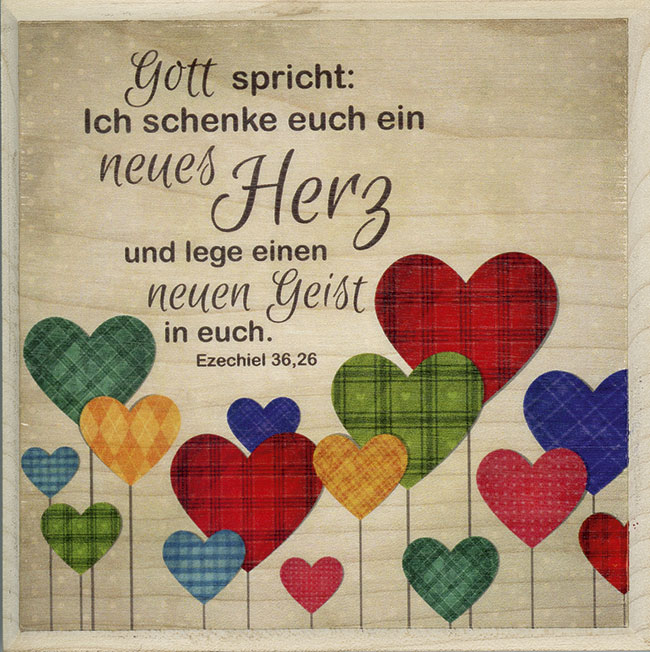 Gott spricht:
Ich schenke euch ein
neues Herz
und lege einen
neuen Geist
in euch.
Ezechiel 36,26